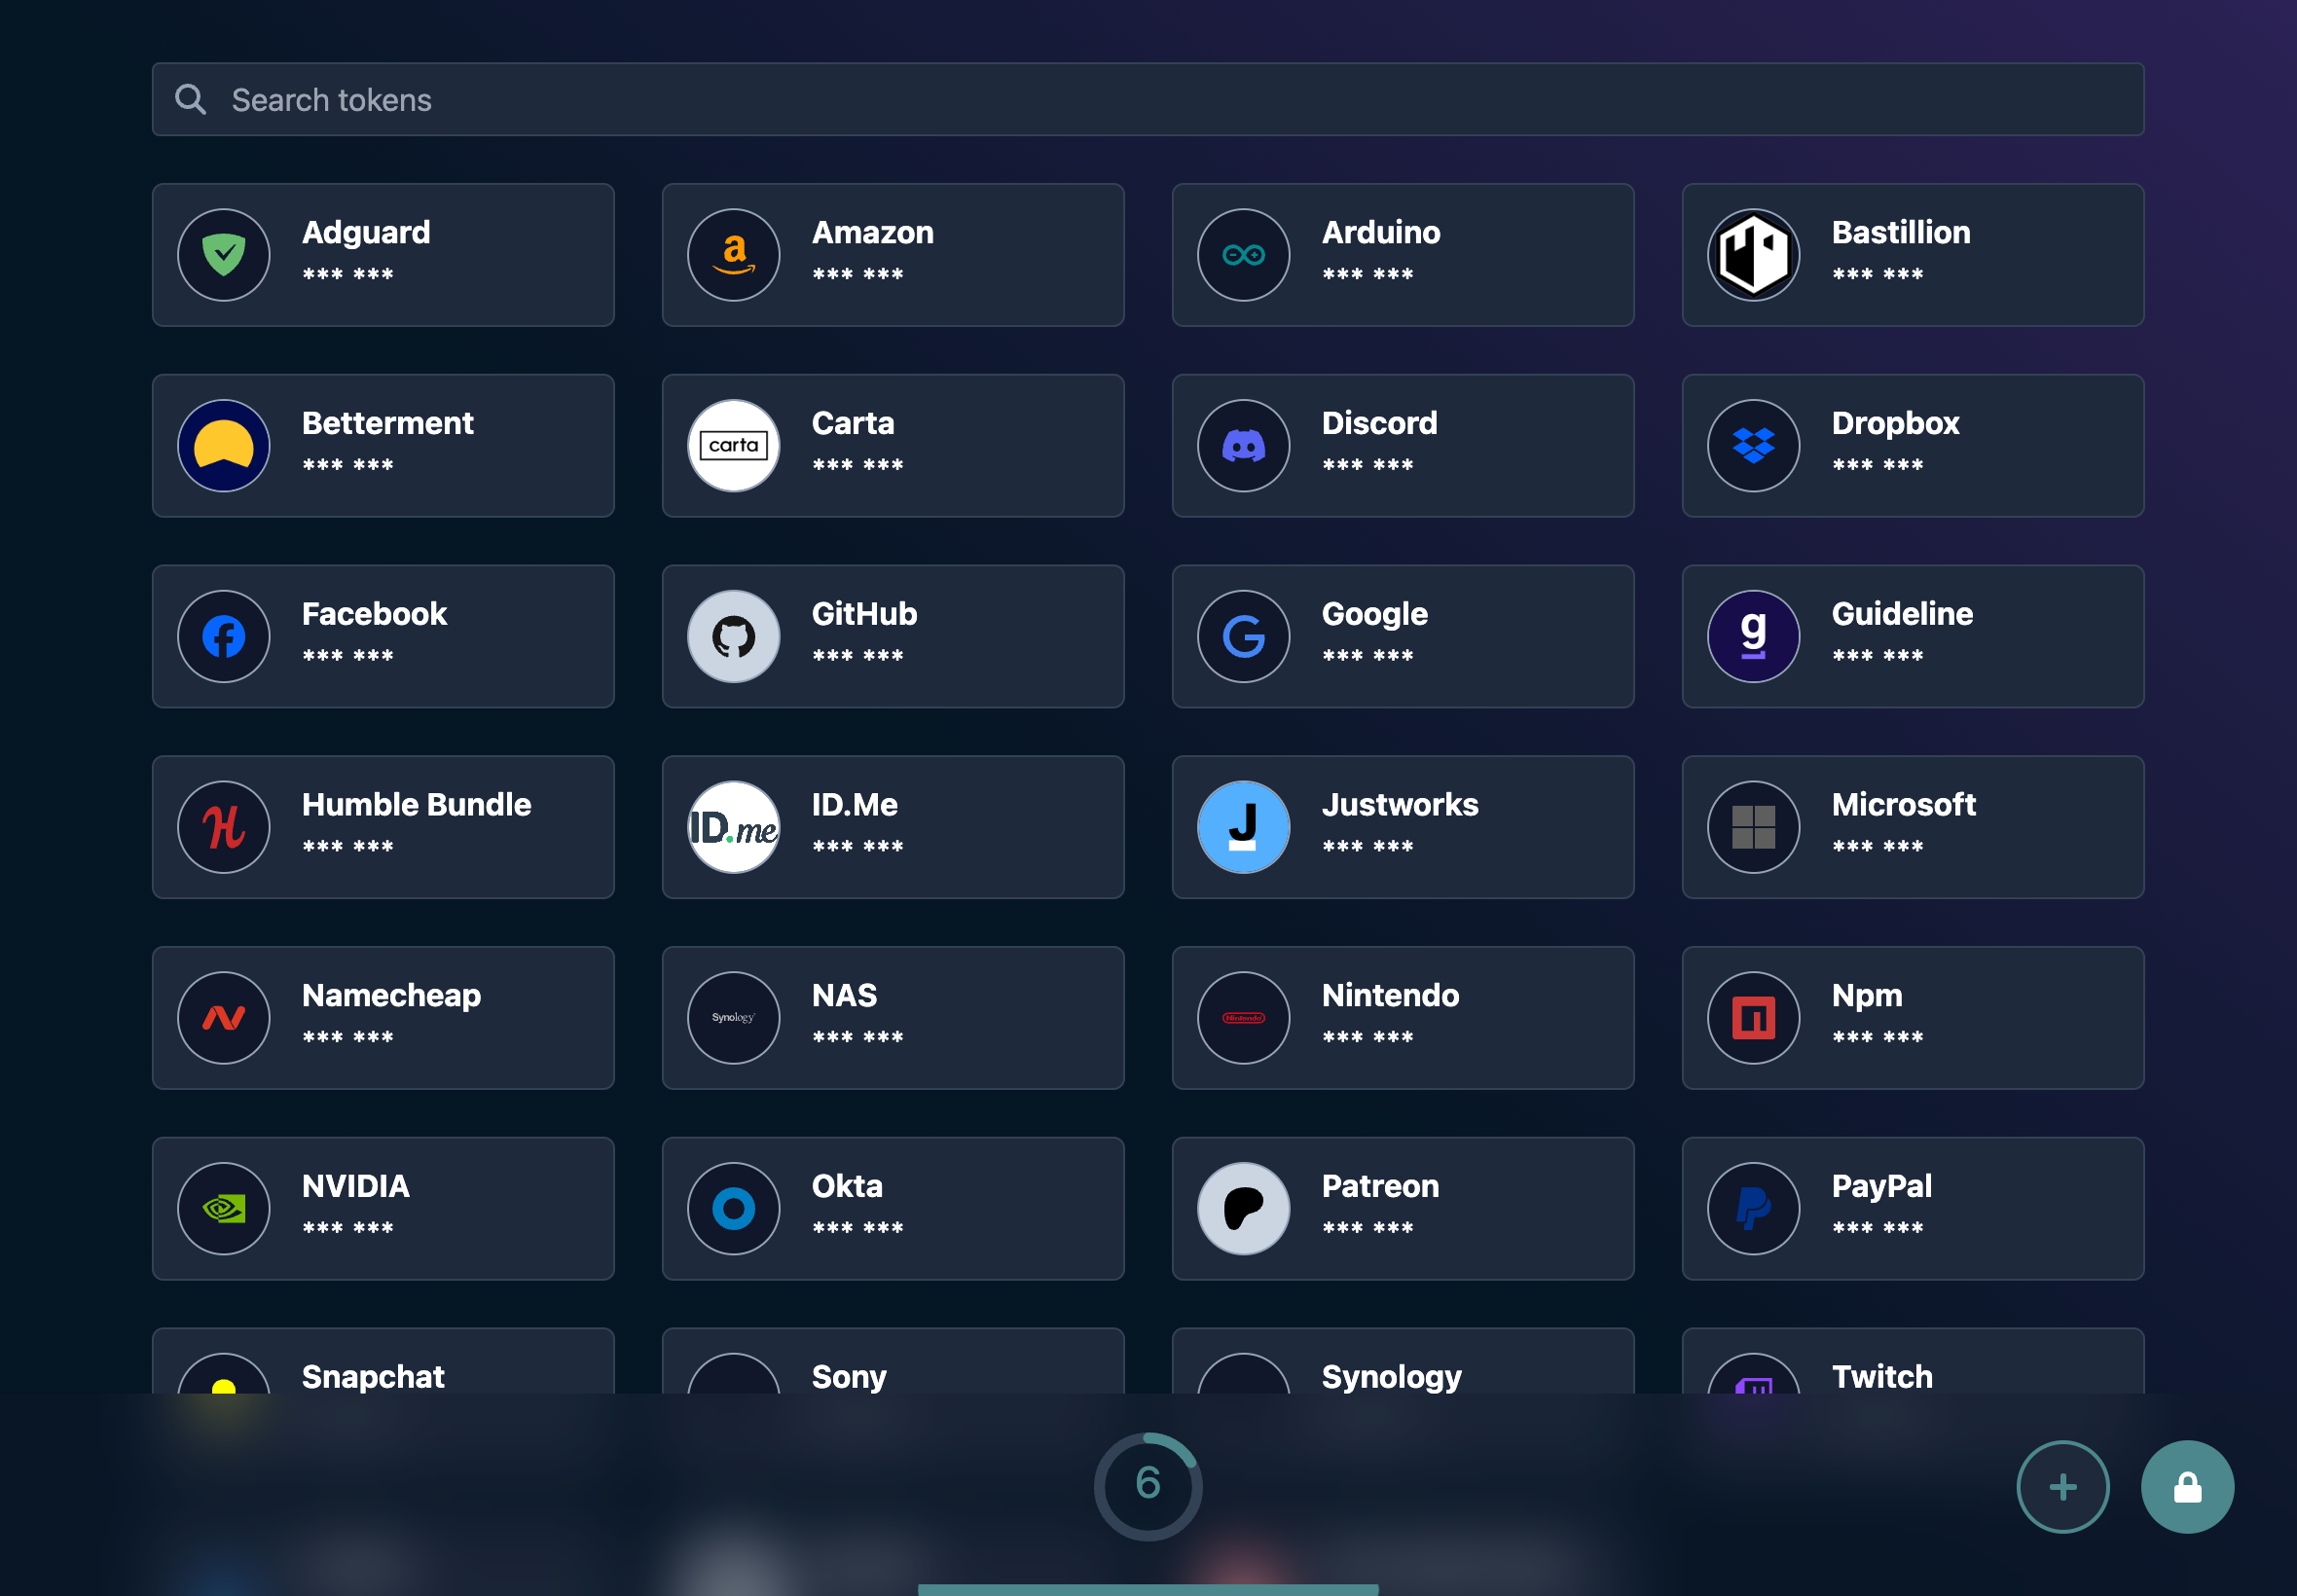 Search tokens
Adguard
*** ***
Amazon
*** ***
Arduino
*** ***
Bastillion
*** ***
Betterment
*** ***
carta
Carta
*** ***
Discord
*** ***
Dropbox
*** ***
Facebook
*** ***
GitHub
*** ***
Google
*** ***
g
Guideline
*** ***
Humble Bundle
*** ***
ID.me
ID.Me
*** ***
J
Justworks
*** ***
Microsoft
*** ***
Namecheap
*** ***
Synology
NAS
*** ***
Nintendo
Nintendo
*** ***
Npm
*** ***
NVIDIA
*** ***
Okta
*** ***
Patreon
*** ***
PayPal
*** ***
Snapchat
Sony
Synology
Twitch
6